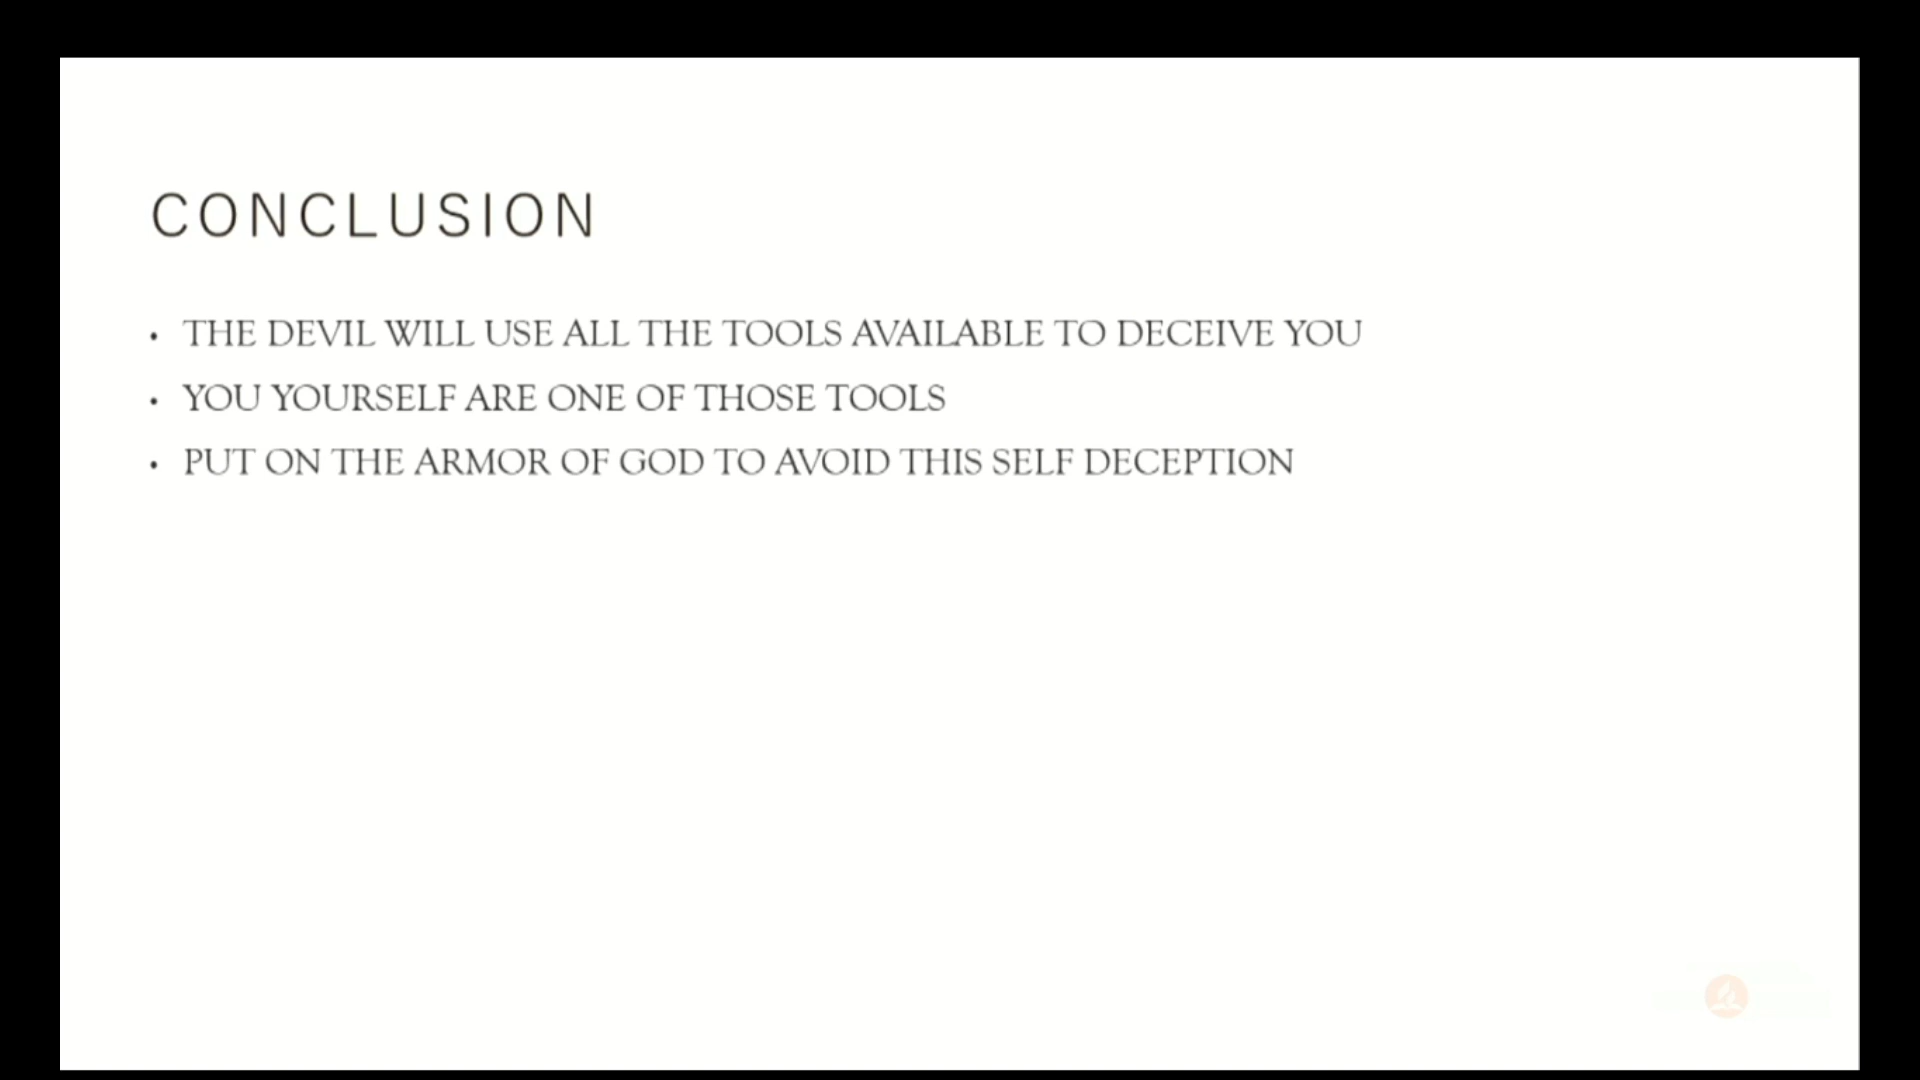 CONCLUSION
• THE DEVIL WILL USE ALL THE TOOLS AVAILABLE TO DECEIVE YOU
• YOU YOURSELF ARE ONE OF THOSE TOOLS
• PUT ON THE ARMOR OF GOD TO AVOID THIS SELF DECEPTION